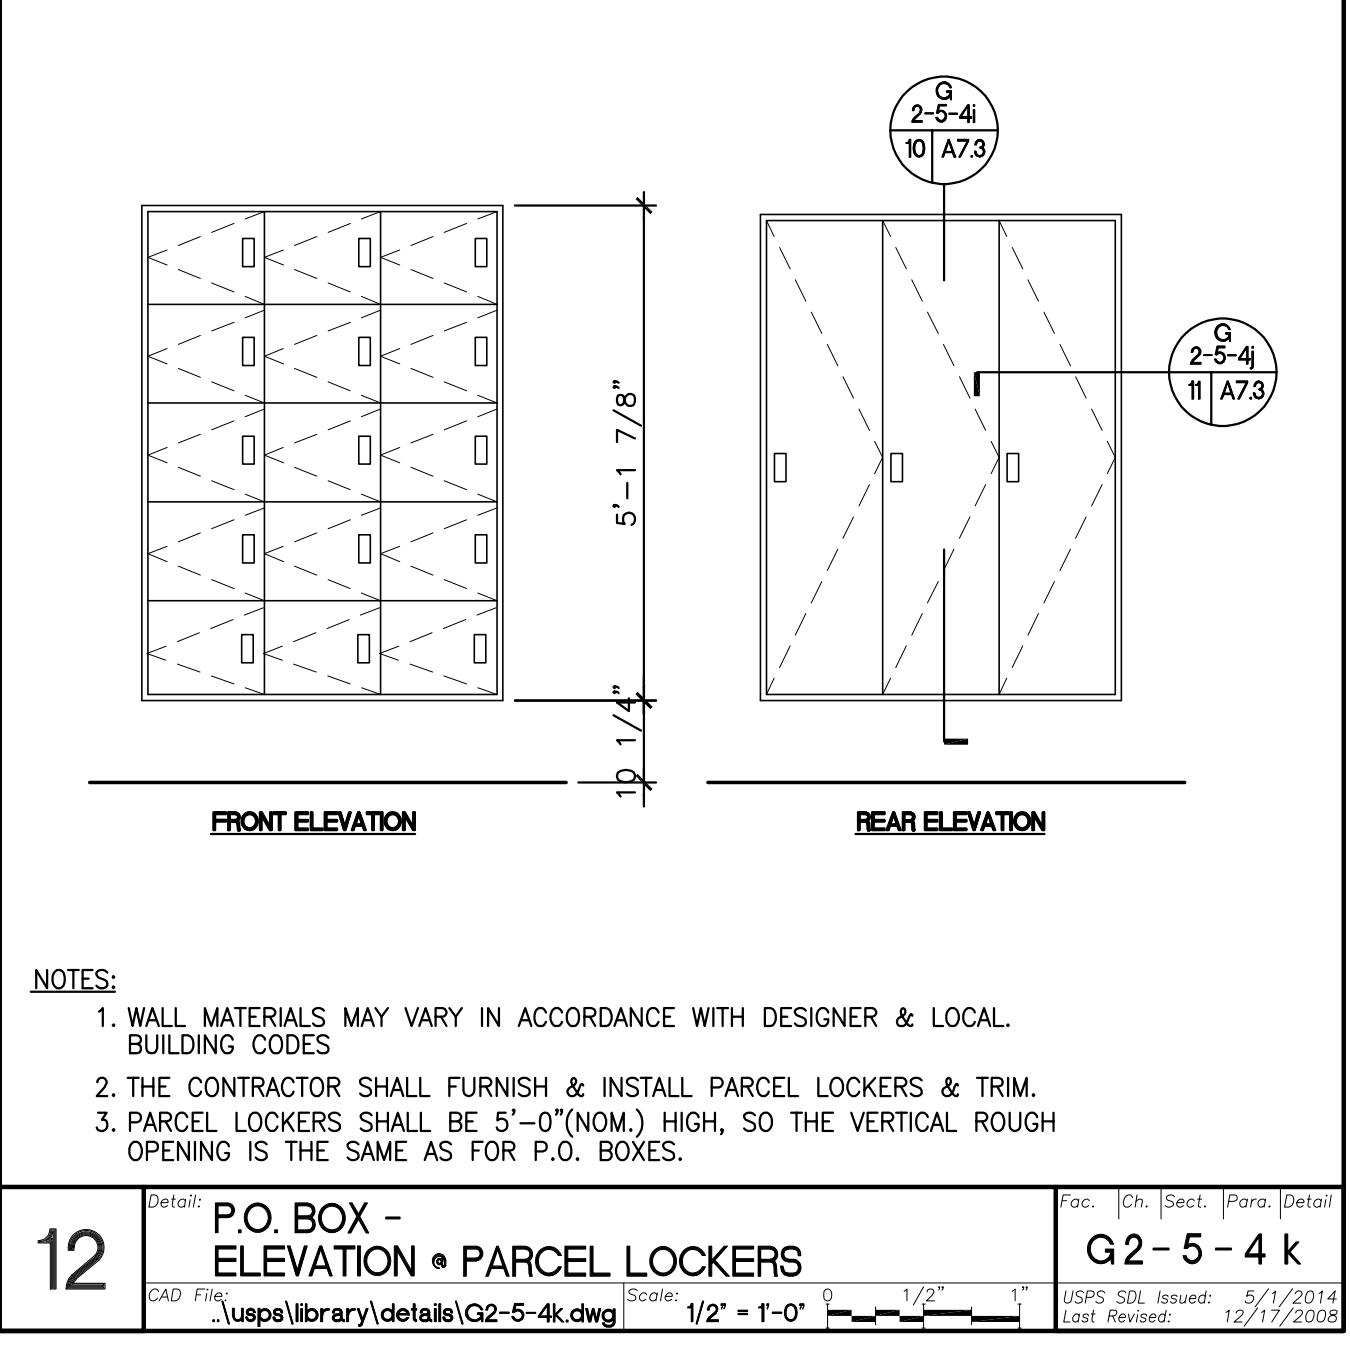 G
2-5-4i
10 A7.3
G
2-5-4j
11 A7.3
5'-1 7/8"
10 1/4"
FRONT ELEVATION
REAR ELEVATION
NOTES:
1. WALL MATERIALS MAY VARY IN ACCORDANCE WITH DESIGNER & LOCAL.
BUILDING CODES
2. THE CONTRACTOR SHALL FURNISH & INSTALL PARCEL LOCKERS & TRIM.
3. PARCEL LOCKERS SHALL BE 5'-0"(NOM.) HIGH, SO THE VERTICAL ROUGH
OPENING IS THE SAME AS FOR P.O. BOXES.
12
Detail:
P.O. BOX -
ELEVATION @ PARCEL LOCKERS
CAD File:
..\usps\library\details\G2-5-4k.dwg
Scale:
1/2" = 1'-0"
0 1/2" 1"
Fac. Ch. Sect. Para. Detail
G2-5-4 k
USPS SDL Issued: 5/1/2014
Last Revised: 12/17/2008